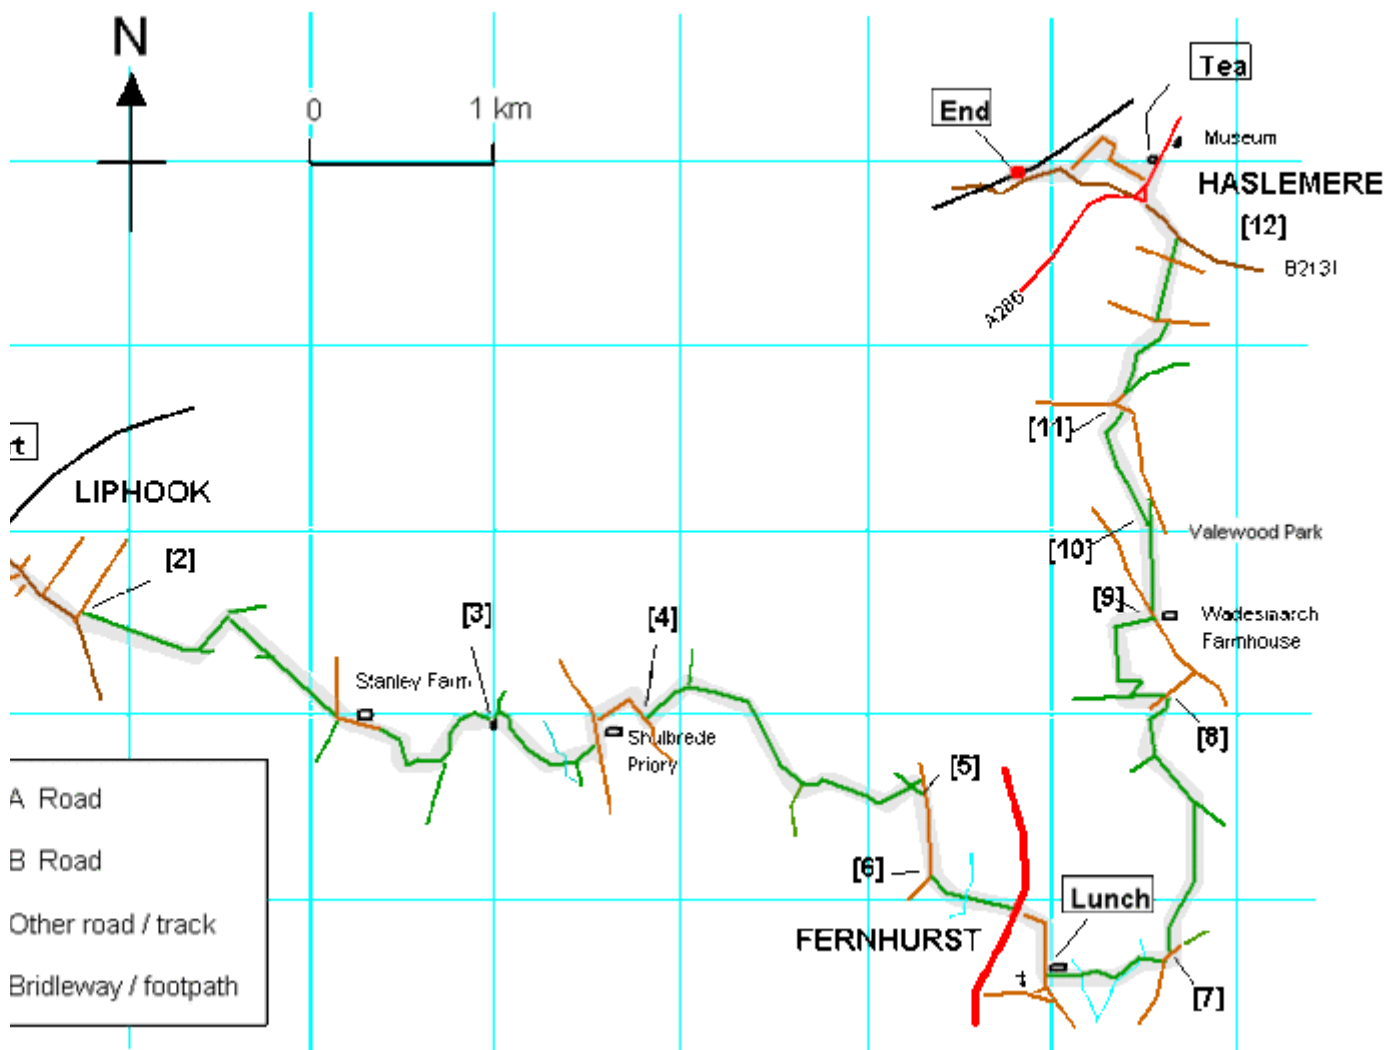 N
0
1 km
Tea
End
Museum
HASLEMERE
[12]
B2131
A286
rt
[11]
LIPHOOK
Valewood Park
[10]
[2]
[9]
[3]
[4]
Wadesmarch
Farmhouse
Stanley Farm
[8]
Shulbrede
Priory
[5]
A Road
B Road
[6]
Lunch
Other road / track
FERNHURST
Bridleway / footpath
[7]